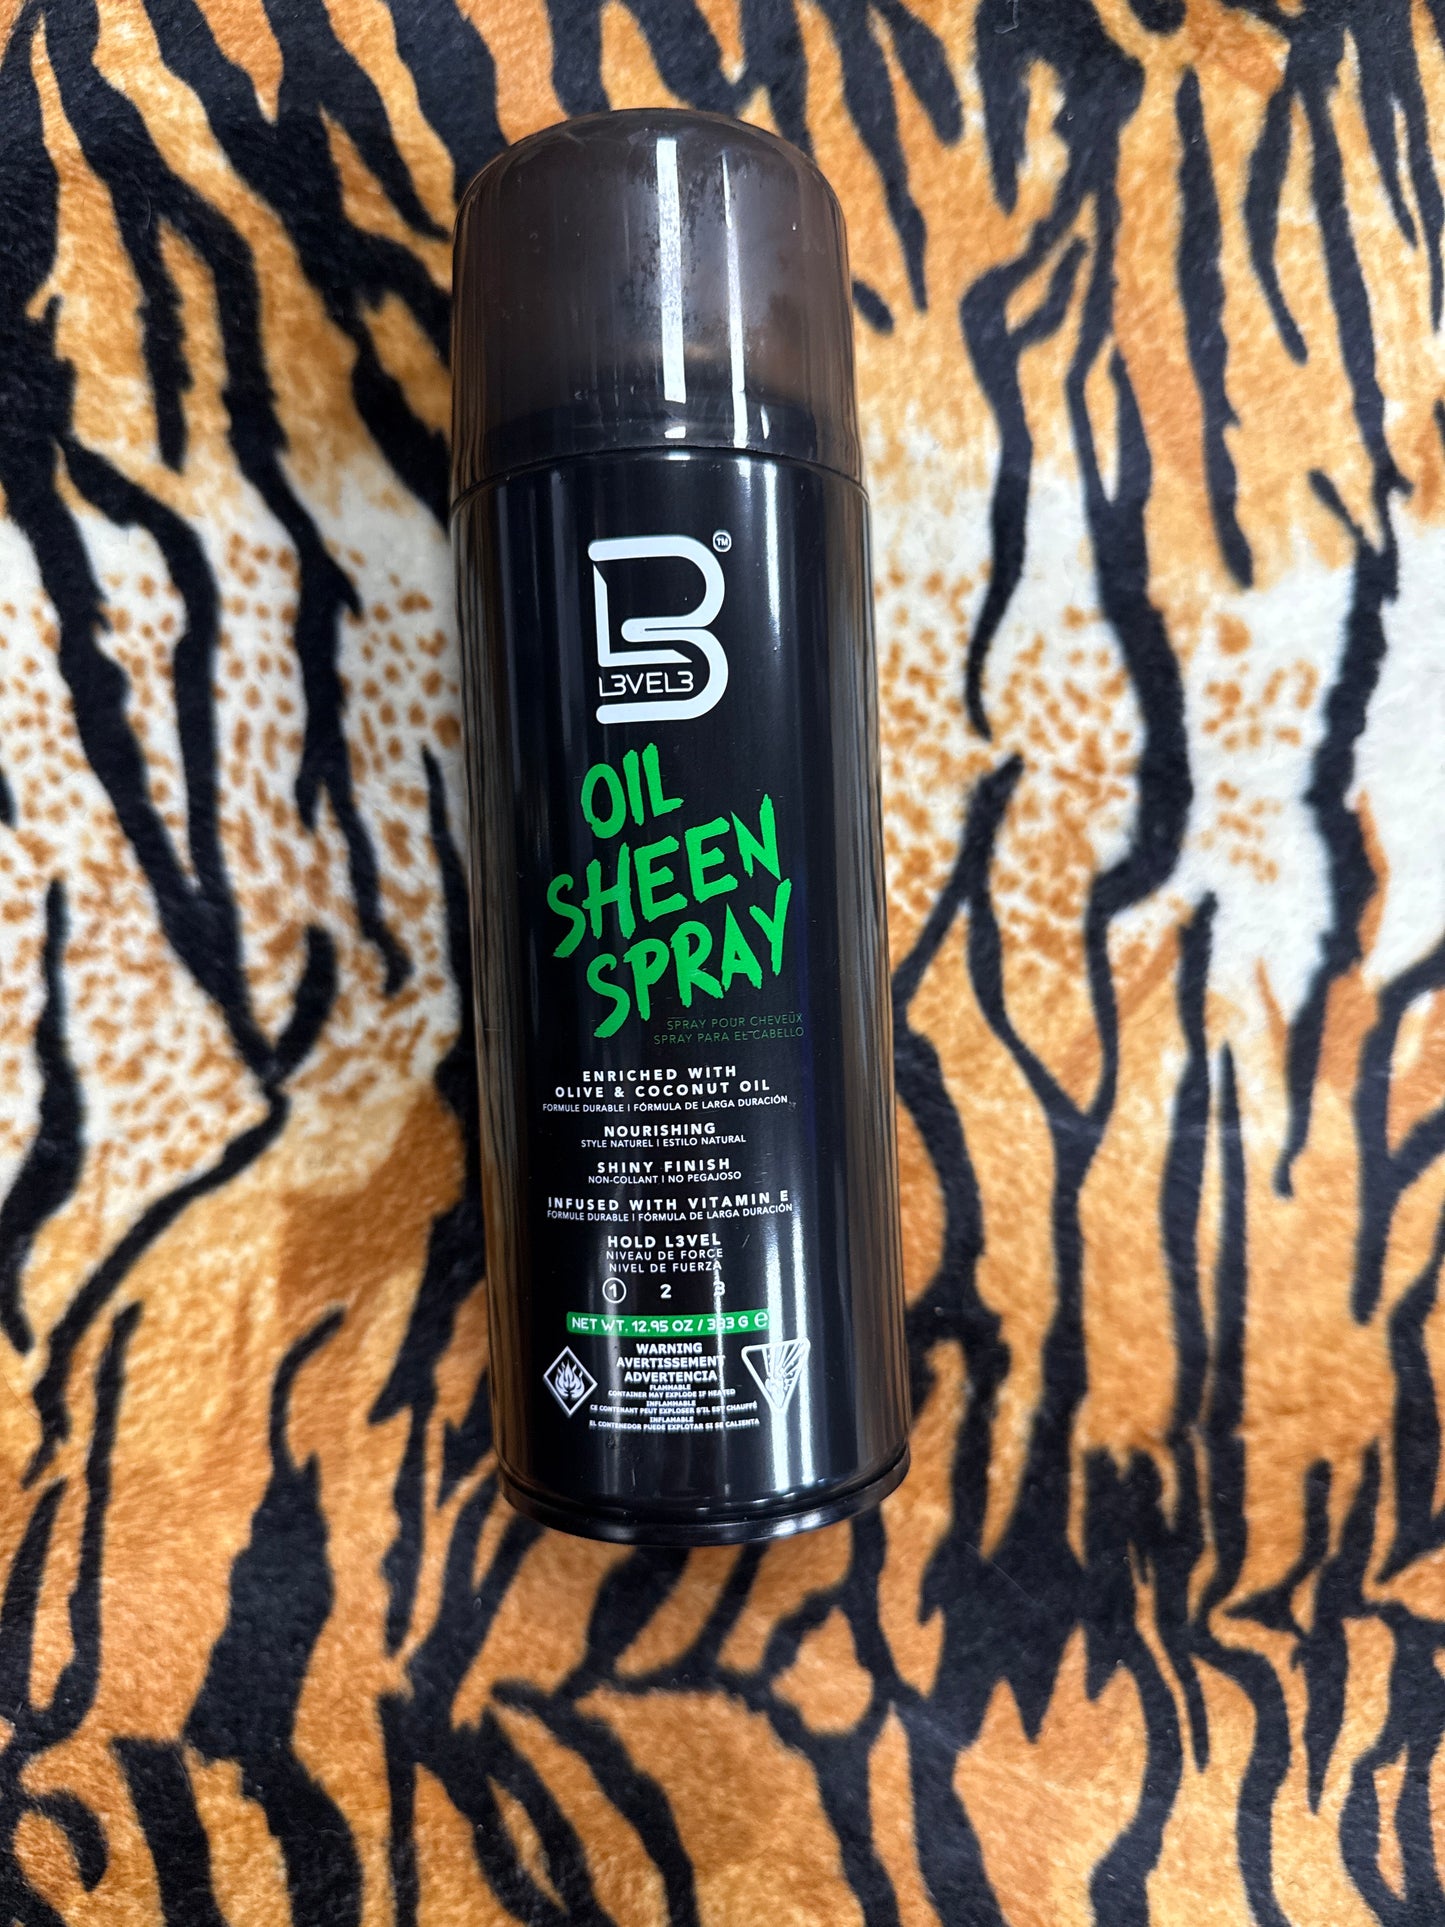 TM
L3VEL3
OIL
SHEEN
SPRAY
SPRAY POUR CHEVEÜX
SPRAY PARA EL CABELLO
ENRICHED WITH
OLIVE & COCONUT OIL
FORMULE DURABLE | FÓRMULA DE LARGA DURACIÓN
NOURISHING
STYLE NATUREL | ESTILO NATURAL
SHINY FINISH
NON-COLLANT | NO PEGAJOSO
INFUSED WITH VITAMIN E
FORMULE DURABLE | FÓRMULA DE LARGA DURACIÓN
HOLD L3VEL
NIVEAU DE FORCE
NIVEL DE FUERZA
1 2 3
NET WT. 12.95 OZ / 383 G e
WARNING
AVERTISSEMENT
ADVERTENCIA
FLAMMABLE
CONTAINER MAY EXPLODE IF HEATED
INFLAMMABLE
CE CONTENANT PEUT EXPLOSER S'IL EST CHAUFFÉ
INFLAMABLE
EL CONTENEDOR PUEDE EXPLOTAR SI SE CALIENTA